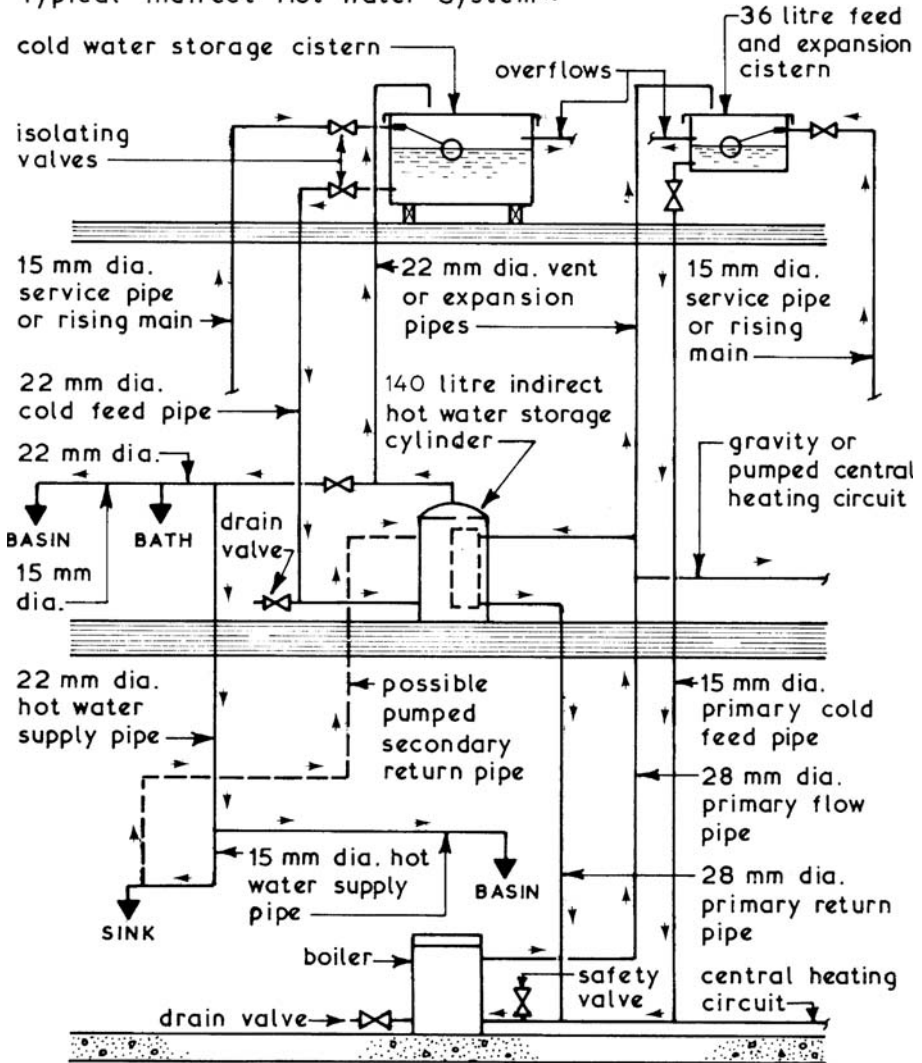 Typical Indirect Hot Water System :
36 litre feed
and expansion
cistern
cold water storage cistern
overflows
isolating
valves
15 mm dia.
service pipe
or rising main
22 mm dia. vent
or expansion
pipes
15 mm dia.
service pipe
or rising
main
22 mm dia.
cold feed pipe
140 litre indirect
hot water storage
cylinder
22 mm dia.
gravity or
pumped central
heating circuit
BASIN
BATH
drain
valve
15 mm
dia.
22 mm dia.
hot water
supply pipe
possible
pumped
secondary
return pipe
15 mm dia.
primary cold
feed pipe
28 mm dia.
primary flow
pipe
15 mm dia. hot
water supply
pipe
BASIN
28 mm dia.
primary return
pipe
SINK
boiler
safety
valve
central heating
circuit
drain valve